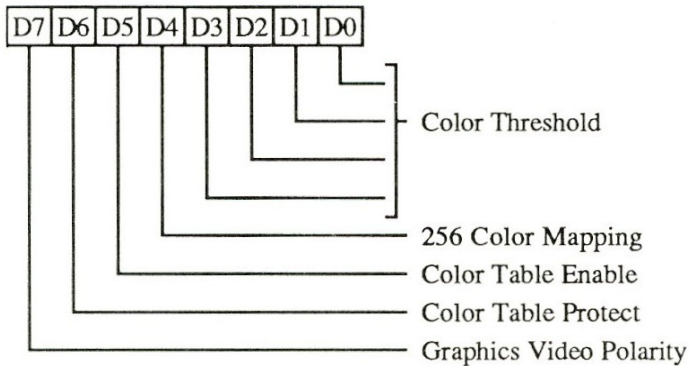 D7 D6 D5 D4 D3 D2 D1 D0
Color Threshold
256 Color Mapping
Color Table Enable
Color Table Protect
Graphics Video Polarity